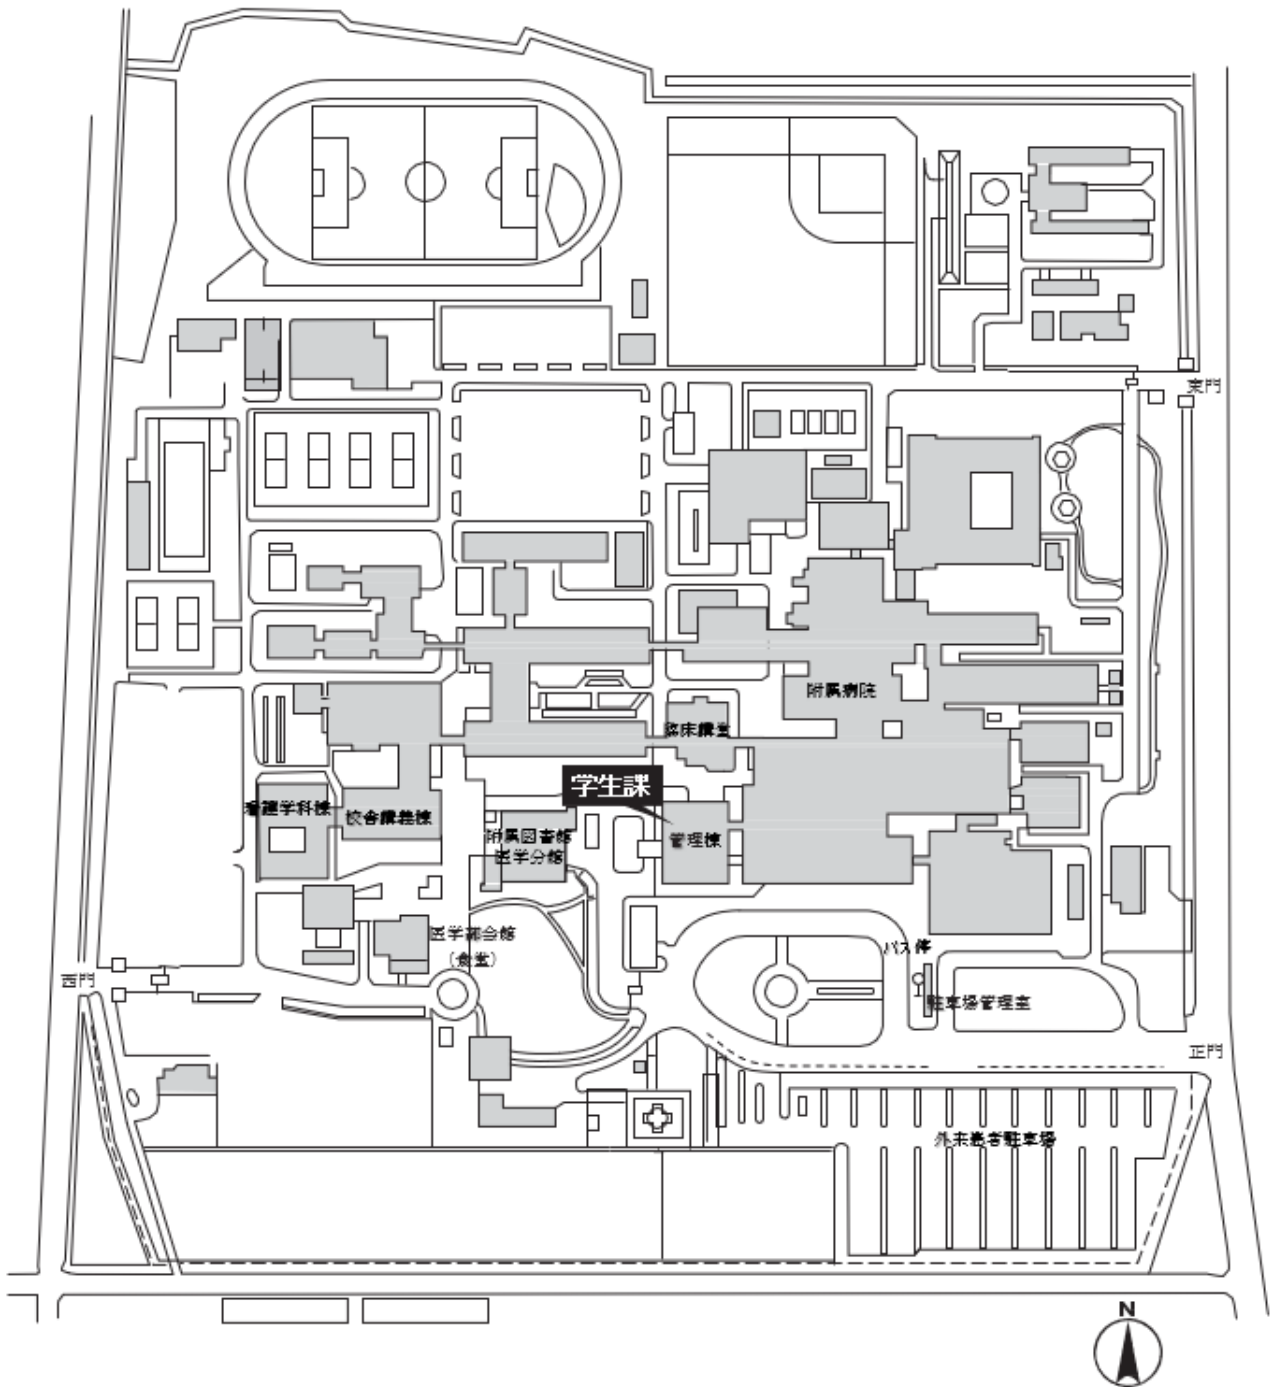 東門
附属病院
臨床講堂
学生課
看護学科棟
校舎講義棟
附属図書館
医学分館
管理棟
医学部会館
(食堂)
バス停
西門
駐車場管理室
正門
外来患者駐車場
N